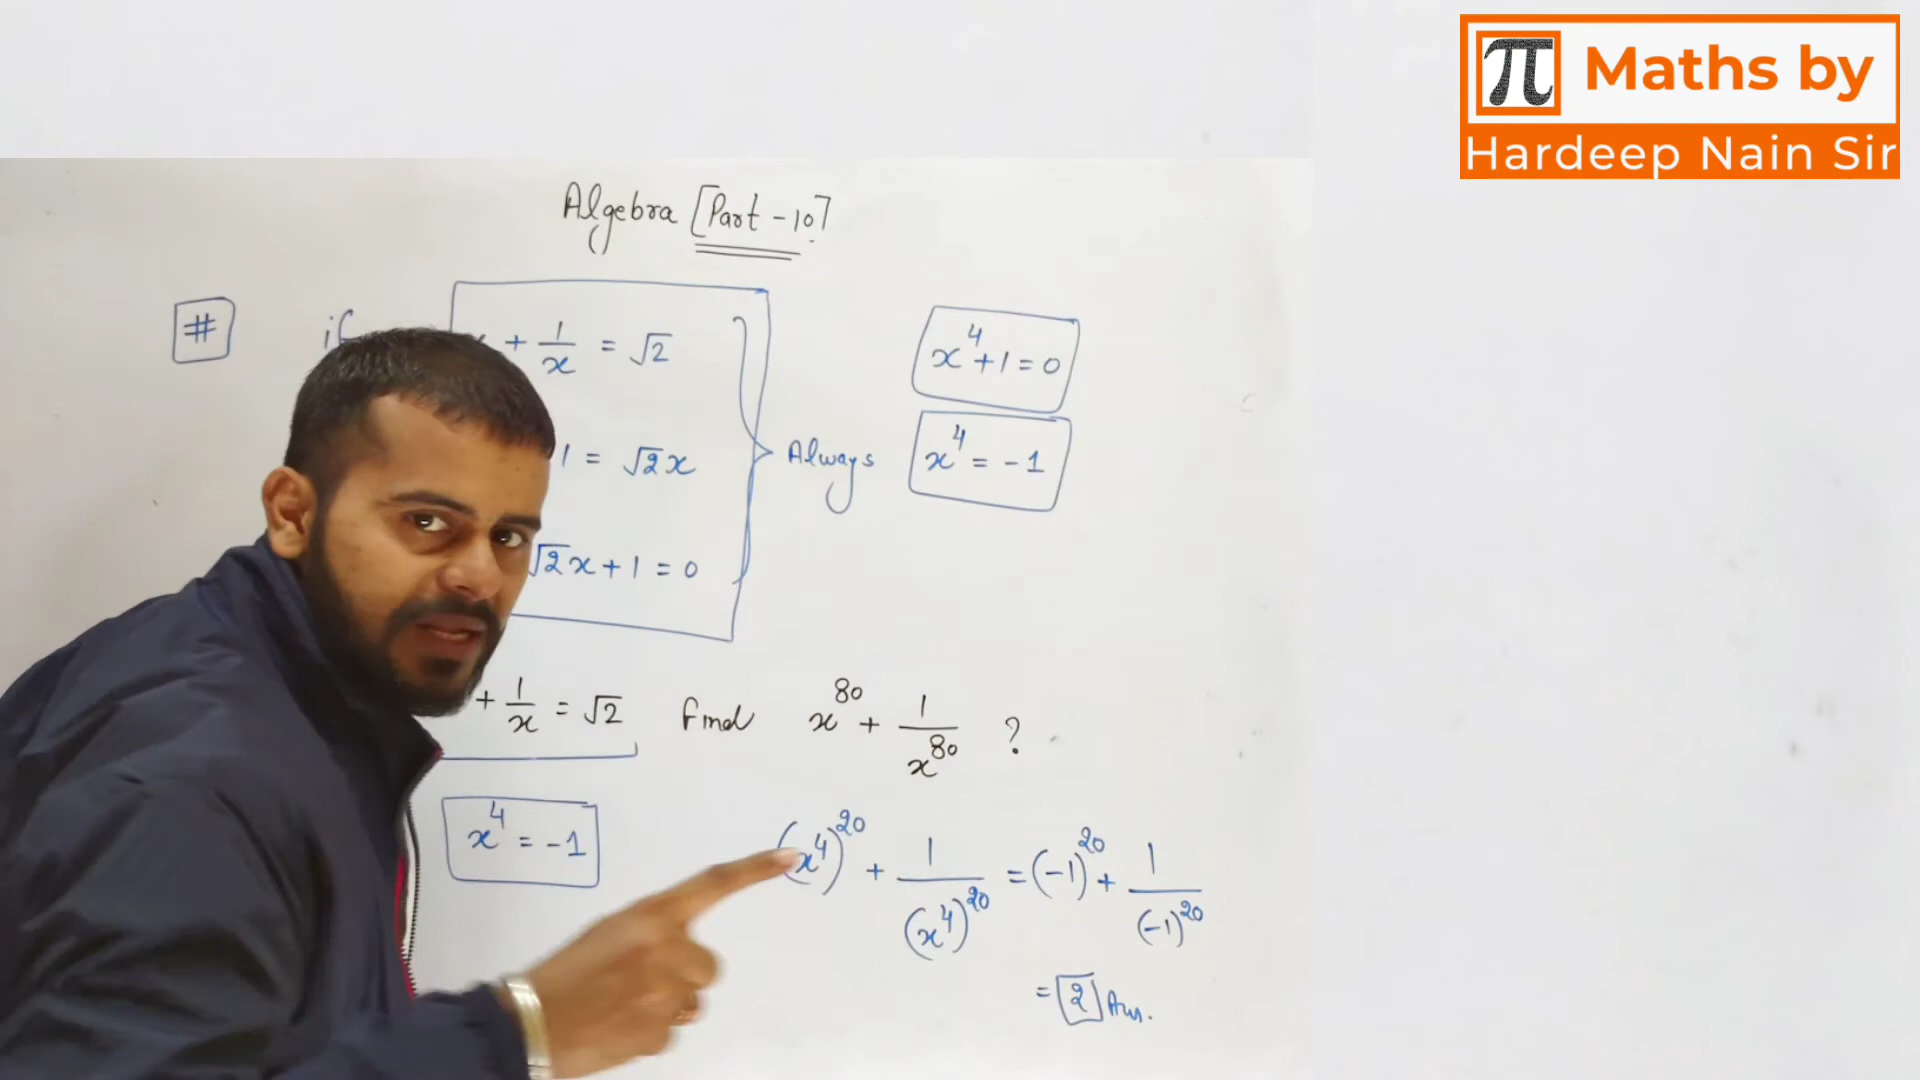 π Maths by
Hardeep Nain Sir
Algebra [Part-10]
# if + 1/x = √2
1 = √2x
√2x + 1 = 0
Always
x⁴+1=0
x⁴ = -1
+ 1/x = √2 find x⁸⁰ + 1/x⁸⁰ ?
x⁴ = -1
(x⁴)²⁰ + 1/(x⁴)²⁰ = (-1)²⁰ + 1/(-1)²⁰
= 2 Ans.